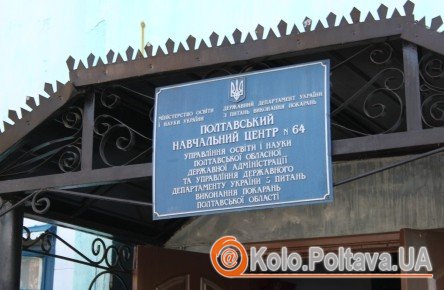 МІНІСТЕРСТВО ОСВІТИ
І НАУКИ УКРАЇНИ
ДЕРЖАВНИЙ ДЕПАРТАМЕНТ УКРАЇНИ
З ПИТАНЬ ВИКОНАННЯ ПОКАРАНЬ
ПОЛТАВСЬКИЙ
НАВЧАЛЬНИЙ ЦЕНТР № 64
УПРАВЛІННЯ ОСВІТИ І НАУКИ
ПОЛТАВСЬКОЇ ОБЛАСНОЇ
ДЕРЖАВНОЇ АДМІНІСТРАЦІЇ
ТА УПРАВЛІННЯ ДЕРЖАВНОГО
ДЕПАРТАМЕНТУ УКРАЇНИ З ПИТАНЬ
ВИКОНАННЯ ПОКАРАНЬ
ПОЛТАВСЬКОЇ ОБЛАСТІ
@ Kolo.Poltava.UA